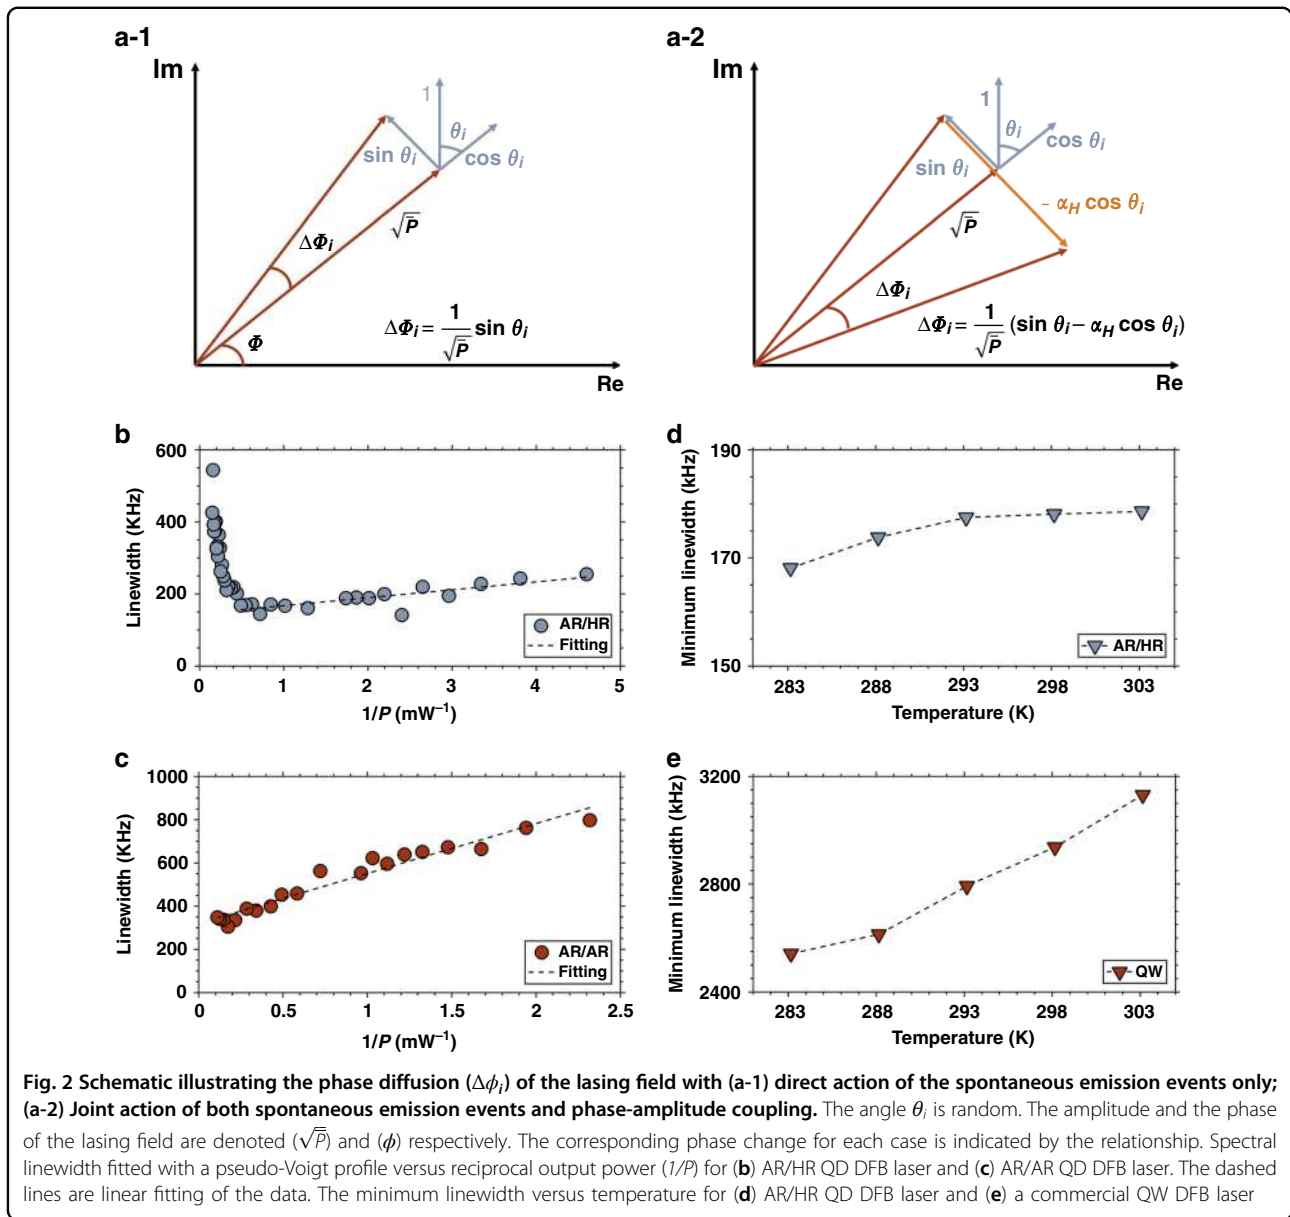 a-1
Im
1
θi
sin θi
cos θi
√P̄
ΔΦi
Φ
ΔΦi = 1/√P̄ sin θi
Re
a-2
Im
1
θi
cos θi
sin θi
- αH cos θi
√P̄
ΔΦi
ΔΦi = 1/√P̄ (sin θi - αH cos θi)
Re
b
Linewidth (KHz)
600
400
200
0
AR/HR
Fitting
0 1 2 3 4 5
1/P (mW⁻¹)
d
Minimum linewidth (kHz)
190
170
150
AR/HR
283 288 293 298 303
Temperature (K)
c
Linewidth (KHz)
1000
800
600
400
200
0
AR/AR
Fitting
0 0.5 1 1.5 2 2.5
1/P (mW⁻¹)
e
Minimum linewidth (kHz)
3200
2800
2400
QW
283 288 293 298 303
Temperature (K)
Fig. 2 Schematic illustrating the phase diffusion (Δϕi) of the lasing field with (a-1) direct action of the spontaneous emission events only;
(a-2) Joint action of both spontaneous emission events and phase-amplitude coupling. The angle θi is random. The amplitude and the phase
of the lasing field are denoted (√P̄) and (ϕ) respectively. The corresponding phase change for each case is indicated by the relationship. Spectral
linewidth fitted with a pseudo-Voigt profile versus reciprocal output power (1/P) for (b) AR/HR QD DFB laser and (c) AR/AR QD DFB laser. The dashed
lines are linear fitting of the data. The minimum linewidth versus temperature for (d) AR/HR QD DFB laser and (e) a commercial QW DFB laser